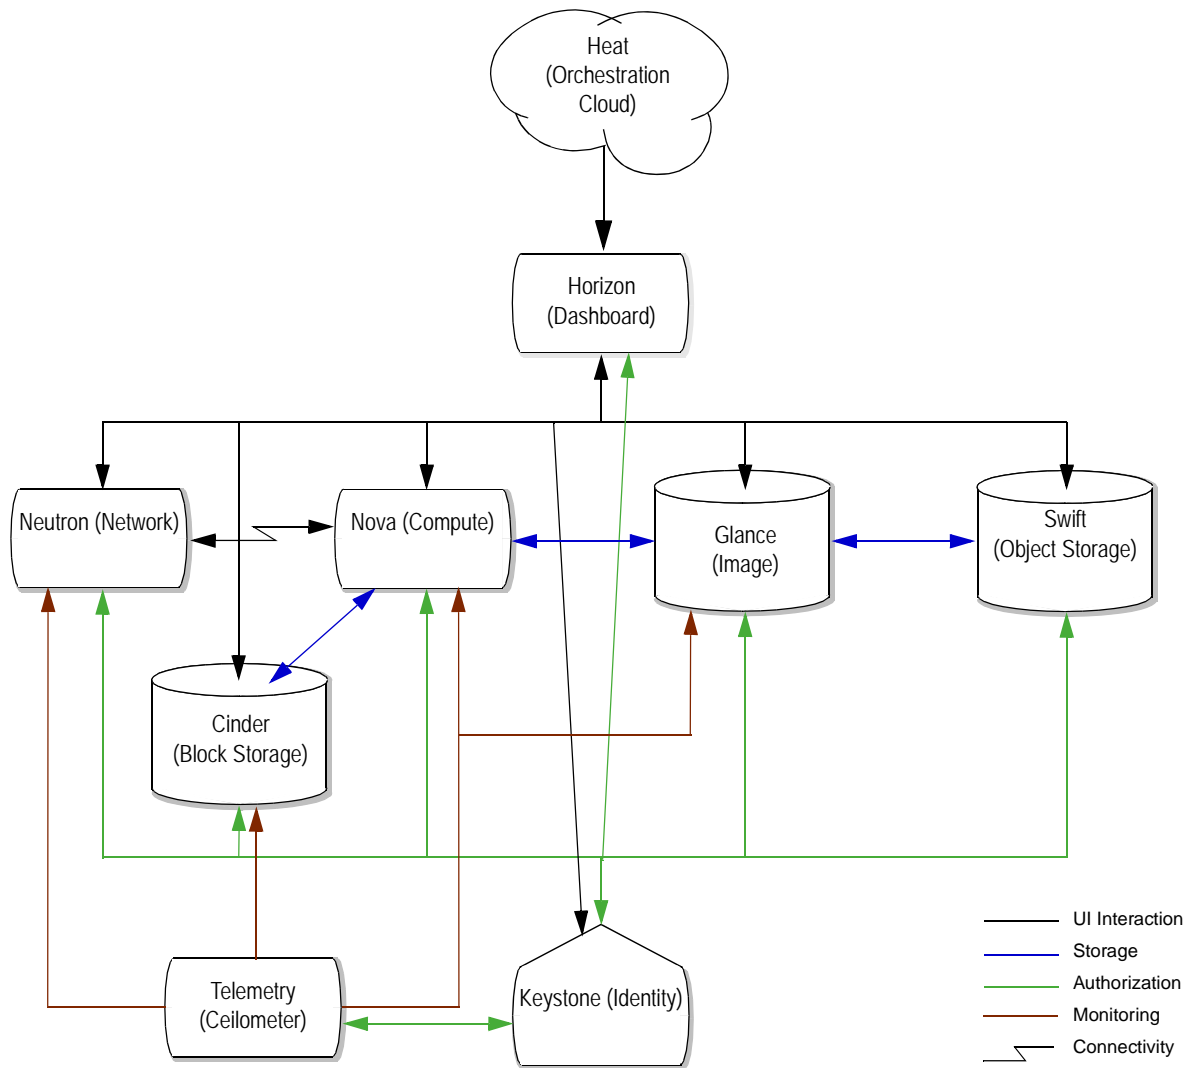 Heat
(Orchestration
Cloud)
Horizon
(Dashboard)
Neutron (Network)
Nova (Compute)
Glance
(Image)
Swift
(Object Storage)
Cinder
(Block Storage)
Telemetry
(Ceilometer)
Keystone (Identity)
UI Interaction
Storage
Authorization
Monitoring
Connectivity